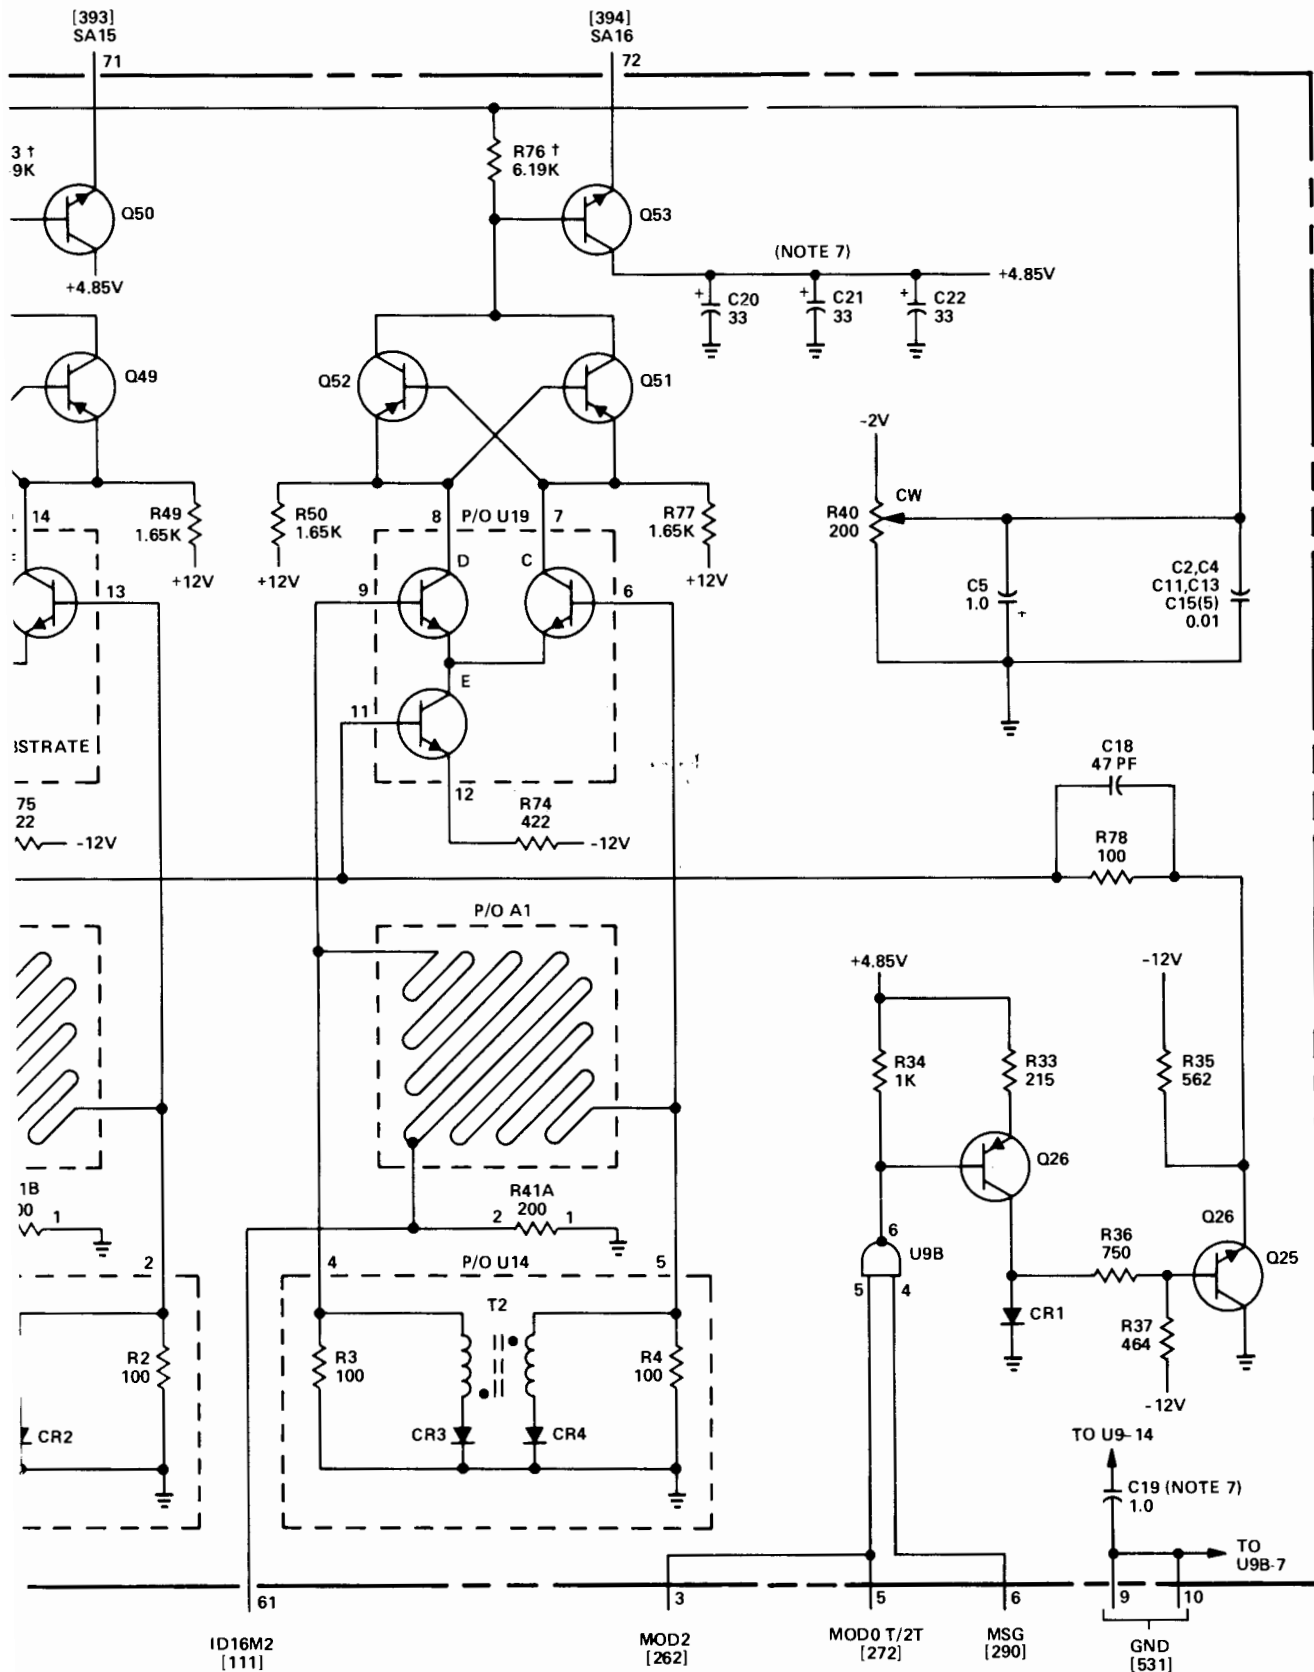 [393]
SA15
71
[394]
SA16
72
3 †
9K
R76 †
6.19K
Q50
Q53
+4.85V
(NOTE 7)
+4.85V
+
C20
33
+
C21
33
+
C22
33
Q49
Q52
Q51
-2V
CW
R40
200
14
R49
1.65K
+12V
R50
1.65K
+12V
8
P/O U19
7
R77
1.65K
+12V
D
C
13
9
6
C5
1.0
+
C2,C4
C11,C13
C15(5)
0.01
E
11
BSTRATE
12
75
22
-12V
R74
422
-12V
C18
47 PF
R78
100
P/O A1
+4.85V
-12V
R34
1K
R33
215
R35
562
Q26
1B
00
1
R41A
200
2
1
6
U9B
5
4
R36
750
Q26
Q25
2
4
P/O U14
5
T2
CR1
R37
464
-12V
R2
100
R3
100
R4
100
CR2
CR3
CR4
TO U9-14
C19 (NOTE 7)
1.0
TO
U9B-7
61
3
5
6
9
10
ID16M2
[111]
MOD2
[262]
MOD0 T/2T
[272]
MSG
[290]
GND
[531]